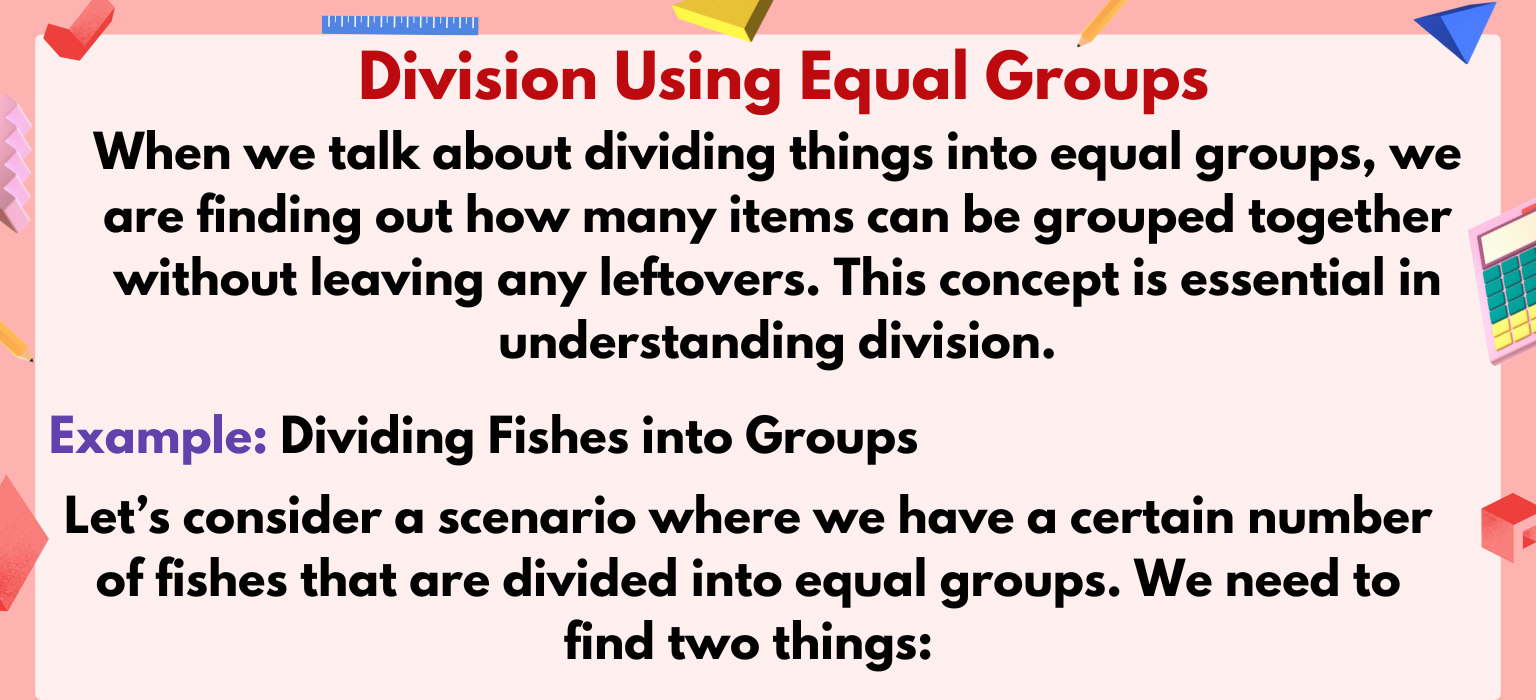 Division Using Equal Groups
When we talk about dividing things into equal groups, we
are finding out how many items can be grouped together
without leaving any leftovers. This concept is essential in
understanding division.
Example: Dividing Fishes into Groups
Let’s consider a scenario where we have a certain number
of fishes that are divided into equal groups. We need to
find two things: